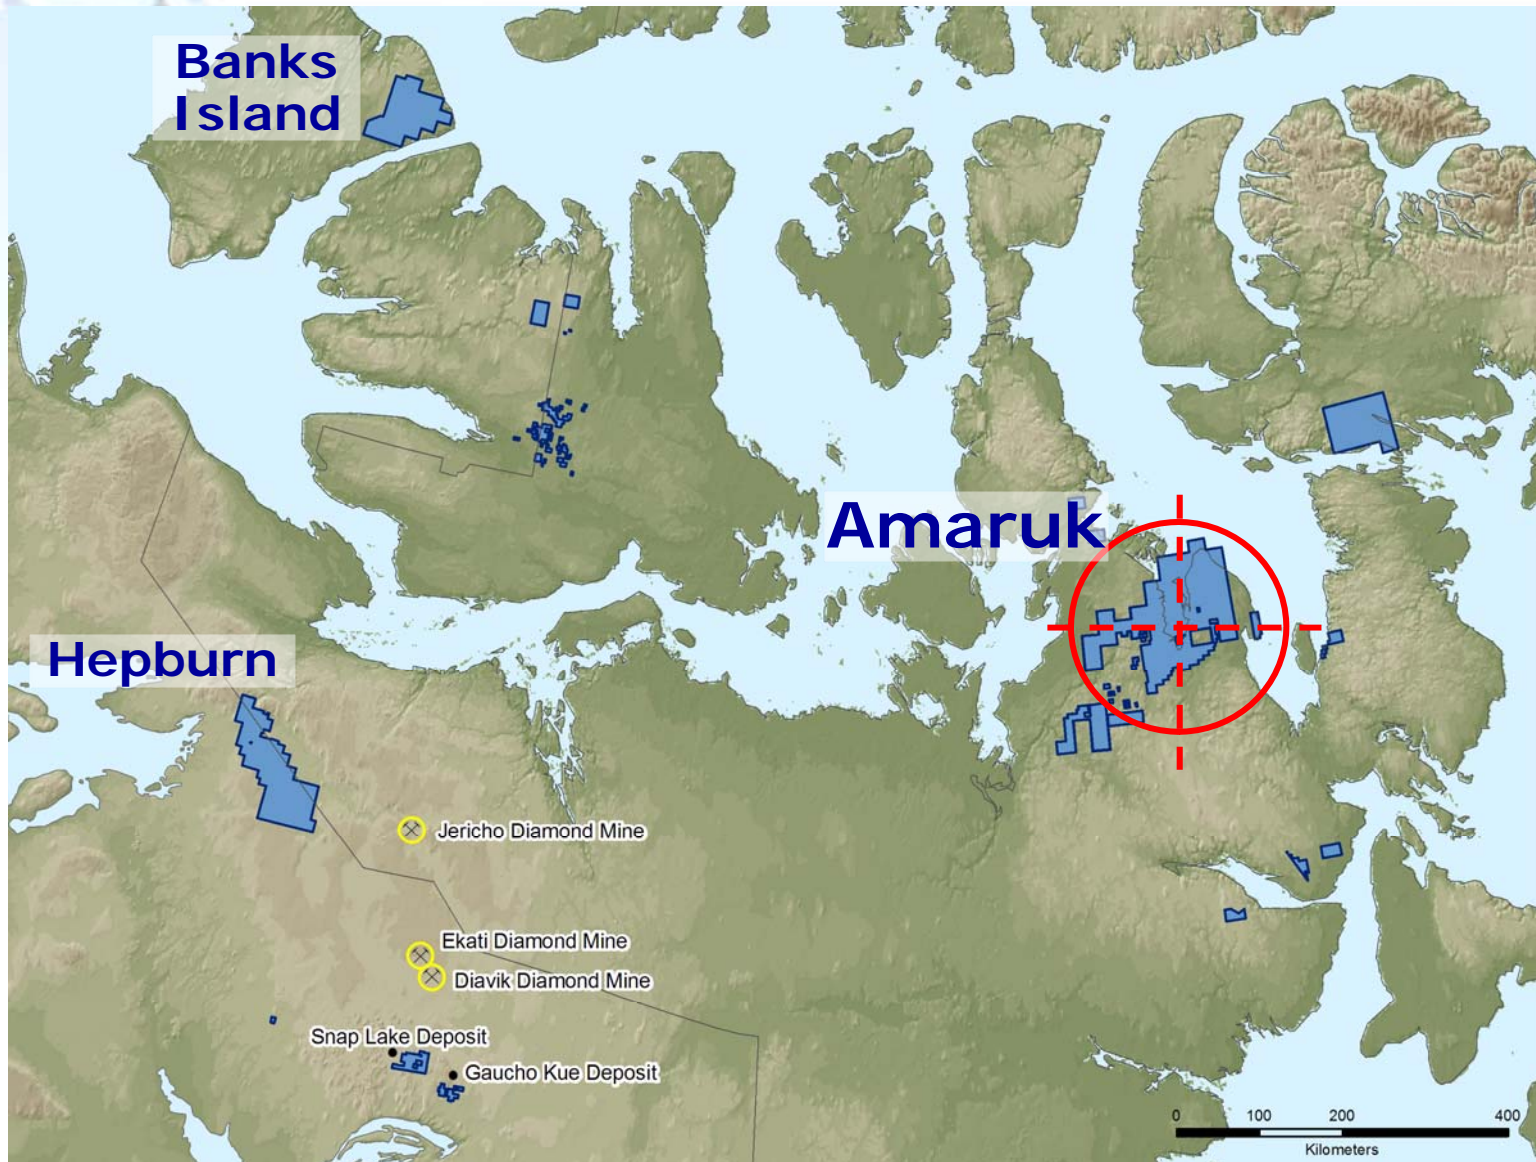 Banks
Island
Amaruk
Hepburn
Jericho Diamond Mine
Ekati Diamond Mine
Diavik Diamond Mine
Snap Lake Deposit
Gaucho Kue Deposit
0 100 200 400
Kilometers